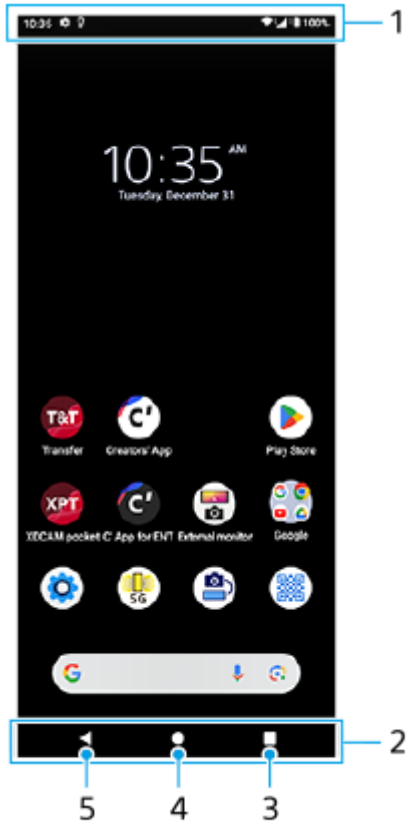 10:35 100% 1
10:35 AM
Tuesday, December 31
T&T C'
Transfer Creators' App Play Store
XPT C'
XDCAM pocket C' App for ENT External monitor Google
5G
G
2
5 4 3